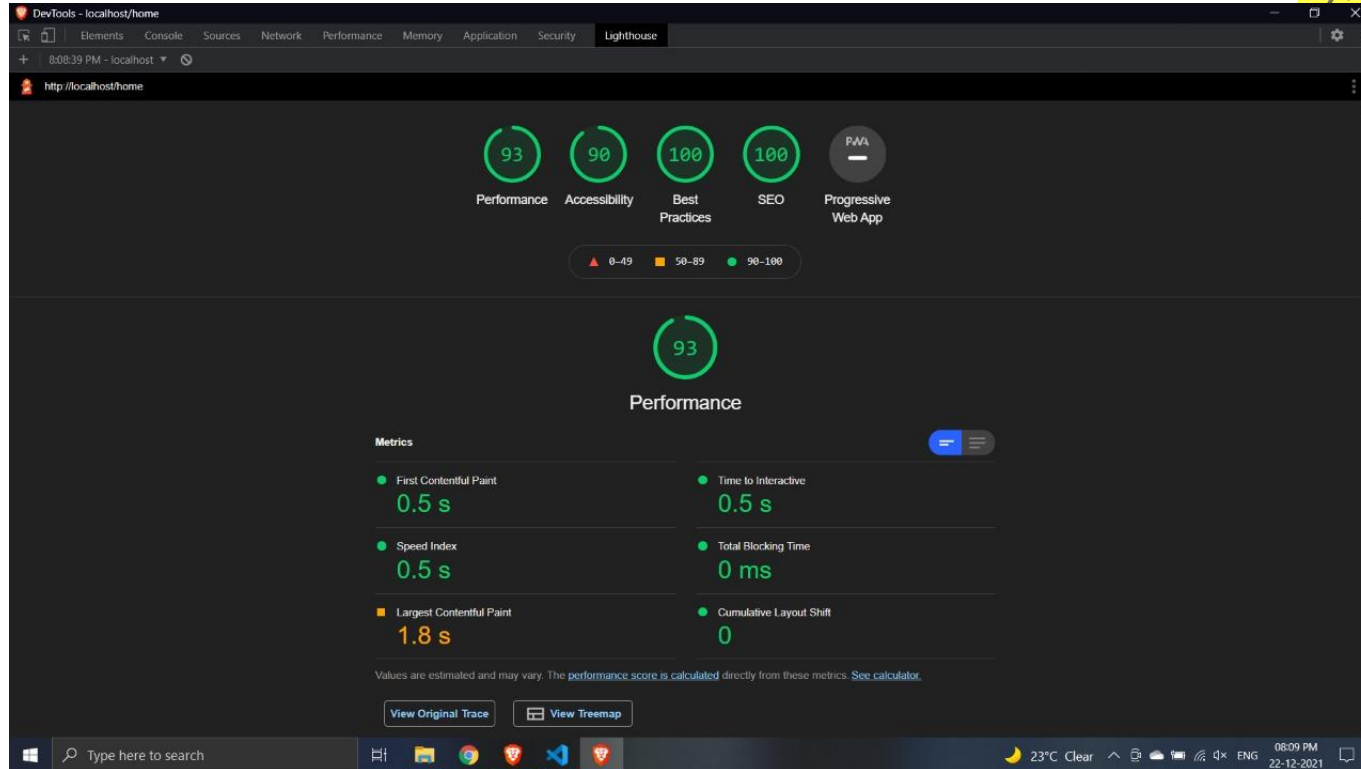 DevTools - localhost/home
Elements Console Sources Network Performance Memory Application Security Lighthouse
8:08:39 PM - localhost
http://localhost/home
93 90 100 100 PWA
Performance Accessibility Best Practices SEO Progressive Web App
0–49 50–89 90–100
93
Performance
Metrics
First Contentful Paint
0.5 s
Time to Interactive
0.5 s
Speed Index
0.5 s
Total Blocking Time
0 ms
Largest Contentful Paint
1.8 s
Cumulative Layout Shift
0
Values are estimated and may vary. The performance score is calculated directly from these metrics. See calculator.
View Original Trace View Treemap
Type here to search
23°C Clear ENG
08:09 PM
22-12-2021